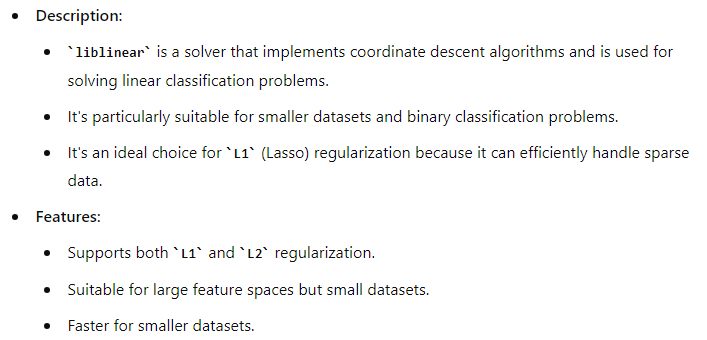 Description:
`liblinear` is a solver that implements coordinate descent algorithms and is used for
solving linear classification problems.
It's particularly suitable for smaller datasets and binary classification problems.
It's an ideal choice for `L1` (Lasso) regularization because it can efficiently handle sparse
data.
Features:
Supports both `L1` and `L2` regularization.
Suitable for large feature spaces but small datasets.
Faster for smaller datasets.